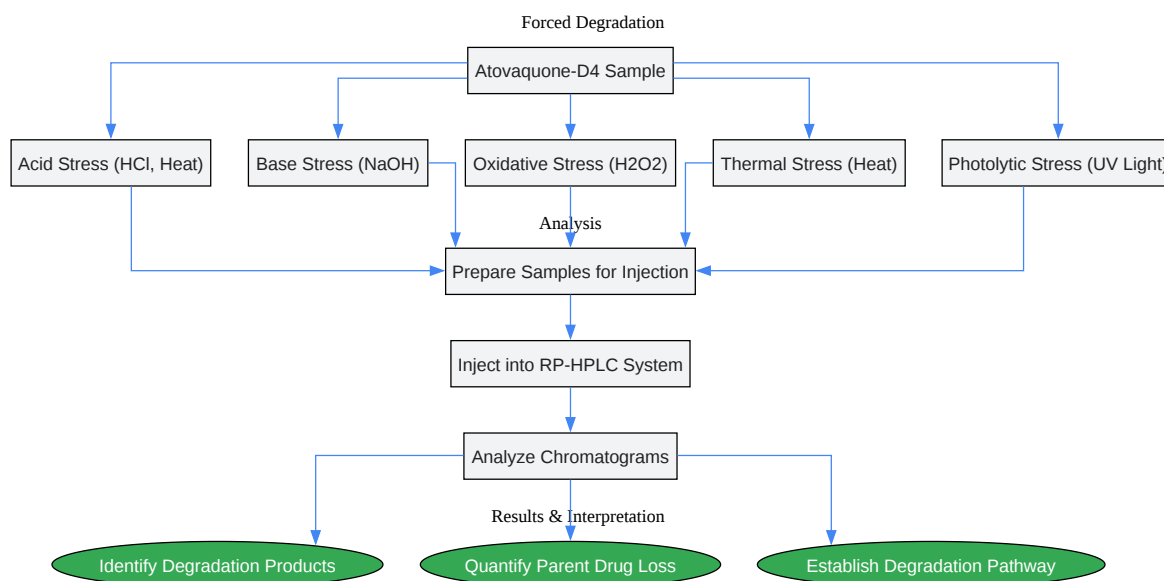 Forced Degradation
Atovaquone-D4 Sample
Acid Stress (HCl, Heat)
Base Stress (NaOH)
Oxidative Stress (H2O2)
Thermal Stress (Heat)
Photolytic Stress (UV Light)
Analysis
Prepare Samples for Injection
Inject into RP-HPLC System
Analyze Chromatograms
Results & Interpretation
Identify Degradation Products
Quantify Parent Drug Loss
Establish Degradation Pathway